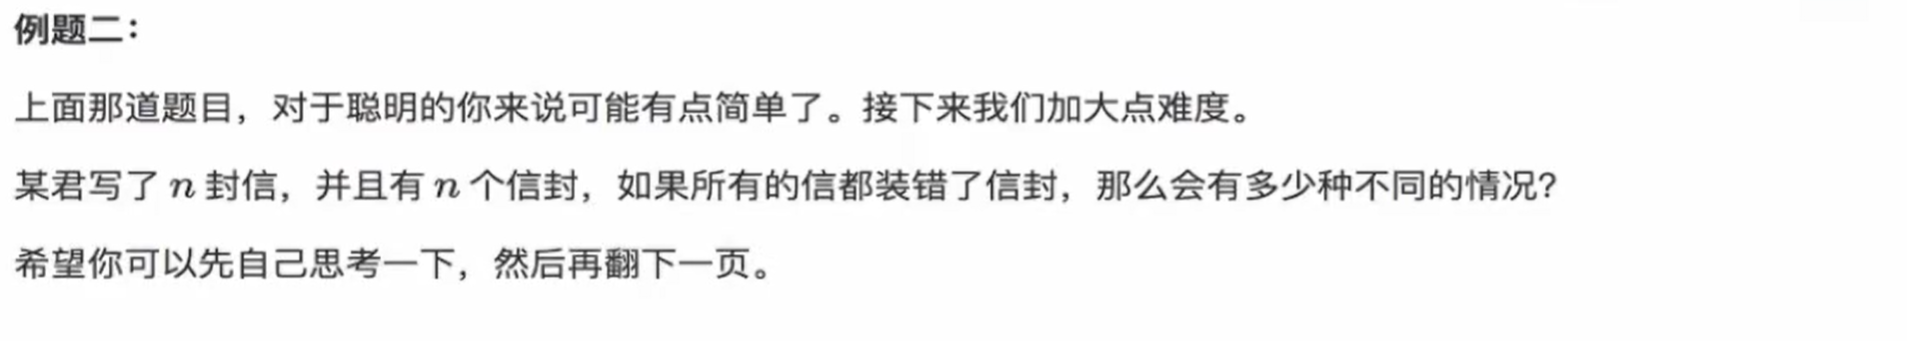 例题二：
上面那道题目，对于聪明的你来说可能有点简单了。接下来我们加大点难度。
某君写了 n 封信，并且有 n 个信封，如果所有的信都装错了信封，那么会有多少种不同的情况？
希望你可以先自己思考一下，然后再翻下一页。